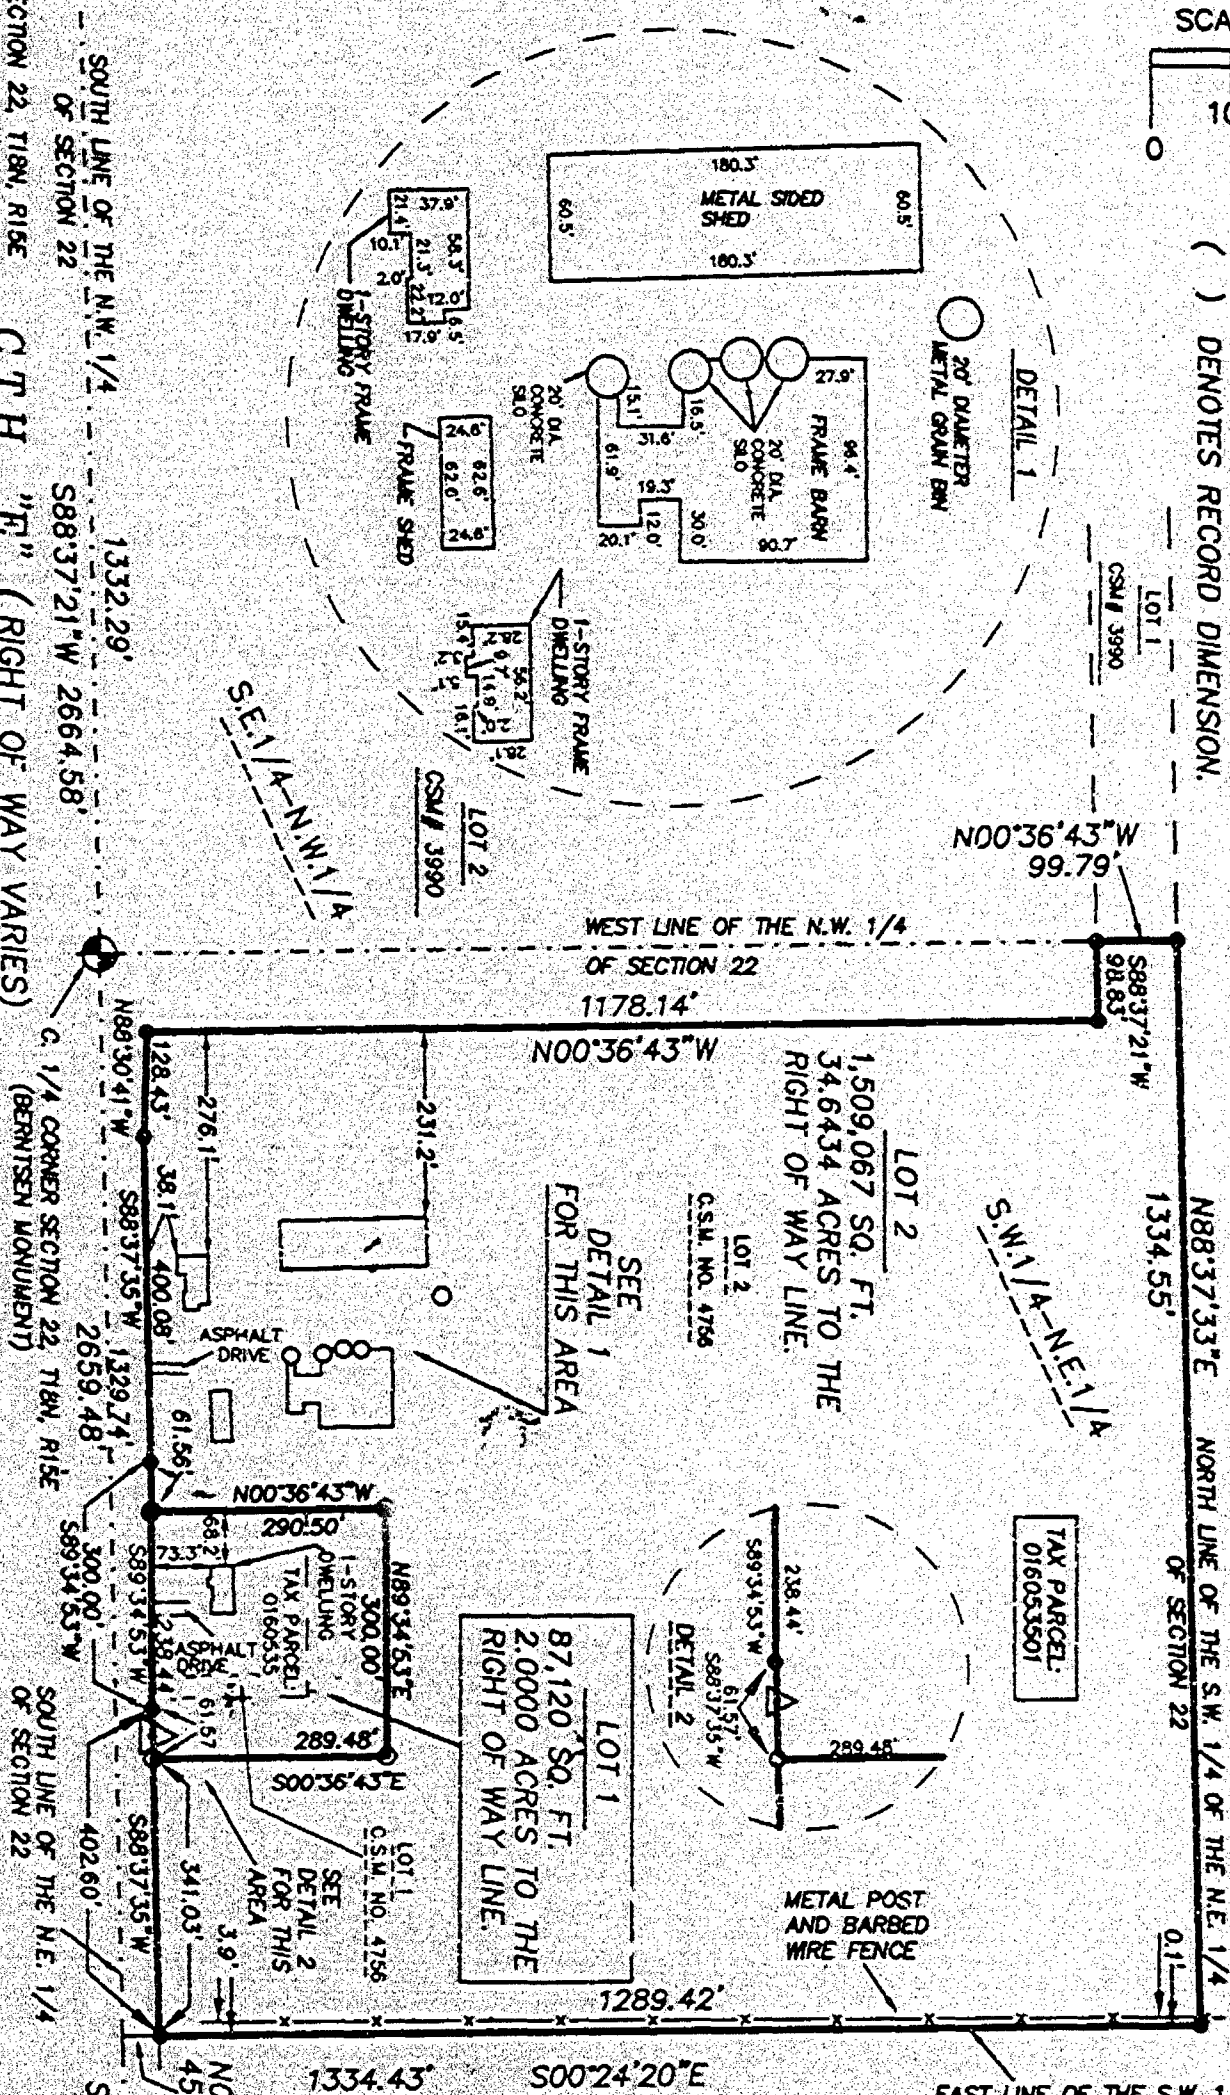 SCA
10
0
( ) DENOTES RECORD DIMENSION.
DETAIL 1
20' DIAMETER
METAL GRAIN BIN
180.3'
METAL SIDED
SHED
60.5'
60.5'
180.3'
27.9'
FRAME BARN
96.4'
20' DIA.
CONCRETE
SILO
16.5'
31.6'
15.1'
61.9'
19.3'
12.0'
30.0'
20.1'
90.7'
20' DIA.
CONCRETE
SILO
37.9'
58.3'
21.4'
10.1'
21.3'
2.0'
22.2'
12.0'
6.5'
17.9'
1-STORY FRAME
DWELLING
24.6'
62.6'
62.6'
24.6'
FRAME SHED
1-STORY FRAME
DWELLING
28.2'
56.2'
15.4'
14.9'
2.0'
16.1'
28.1'
LOT 1
CSM# 3990
LOT 2
CSM# 3990
S.E.1/4-N.W.1/4
SOUTH LINE OF THE N.W. 1/4
OF SECTION 22
1332.29'
S88°37'21"W 2664.58'
SECTION 22, T18N, R15E
C T H "F" (RIGHT OF WAY VARIES)
N00°36'43"W
99.79'
S88°37'21"W
98.83'
WEST LINE OF THE N.W. 1/4
OF SECTION 22
1178.14'
N00°36'43"W
N88°37'33"E
1334.55'
NORTH LINE OF THE S.W. 1/4 OF THE N.E. 1/4
OF SECTION 22
S.W.1/4-N.E.1/4
TAX PARCEL:
016053501
LOT 2
1,509,067 SQ. FT.
34.6434 ACRES TO THE
RIGHT OF WAY LINE.
LOT 2
C.S.M. NO. 4756
SEE
DETAIL 1
FOR THIS AREA
231.2'
276.1'
38.1'
N88°30'41"W
128.43'
S88°37'35"W
400.08'
1329.74'
2659.48'
C. 1/4 CORNER SECTION 22, T18N, R15E
(BERNTSEN MONUMENT)
ASPHALT
DRIVE
61.56'
N00°36'43"W
290.50'
N89°34'53"E
300.00'
1-STORY
DWELLING
TAX PARCEL:
0160535
68.2'
73.3'
ASPHALT
DRIVE
S89°34'53"W
238.44'
61.57
300.00'
S89°34'53"W
289.48'
S00°36'43"E
238.44'
S89°34'53"W
61.57'
S88°37'35"W
DETAIL 2
289.48'
LOT 1
87,120 SQ. FT.
2.0000 ACRES TO THE
RIGHT OF WAY LINE.
LOT 1
C.S.M. NO. 4756
SEE
DETAIL 2
FOR THIS
AREA
341.03'
S88°37'35"W
402.60'
3.9'
SOUTH LINE OF THE N.E. 1/4
OF SECTION 22
METAL POST
AND BARBED
WIRE FENCE
0.1'
1289.42'
1334.43'
S00°24'20"E